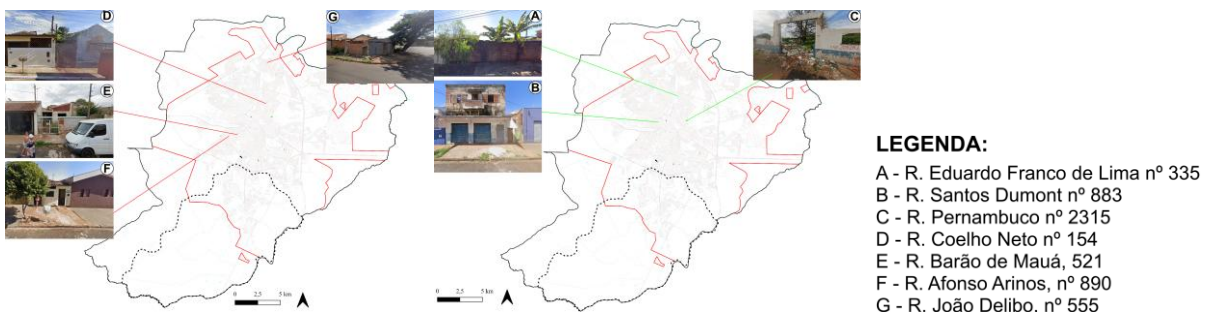 D
G
A
C
E
B
F
0 2,5 5 km
0 2,5 5 km
LEGENDA:
A - R. Eduardo Franco de Lima nº 335
B - R. Santos Dumont nº 883
C - R. Pernambuco nº 2315
D - R. Coelho Neto nº 154
E - R. Barão de Mauá, 521
F - R. Afonso Arinos, nº 890
G - R. João Delibo, nº 555